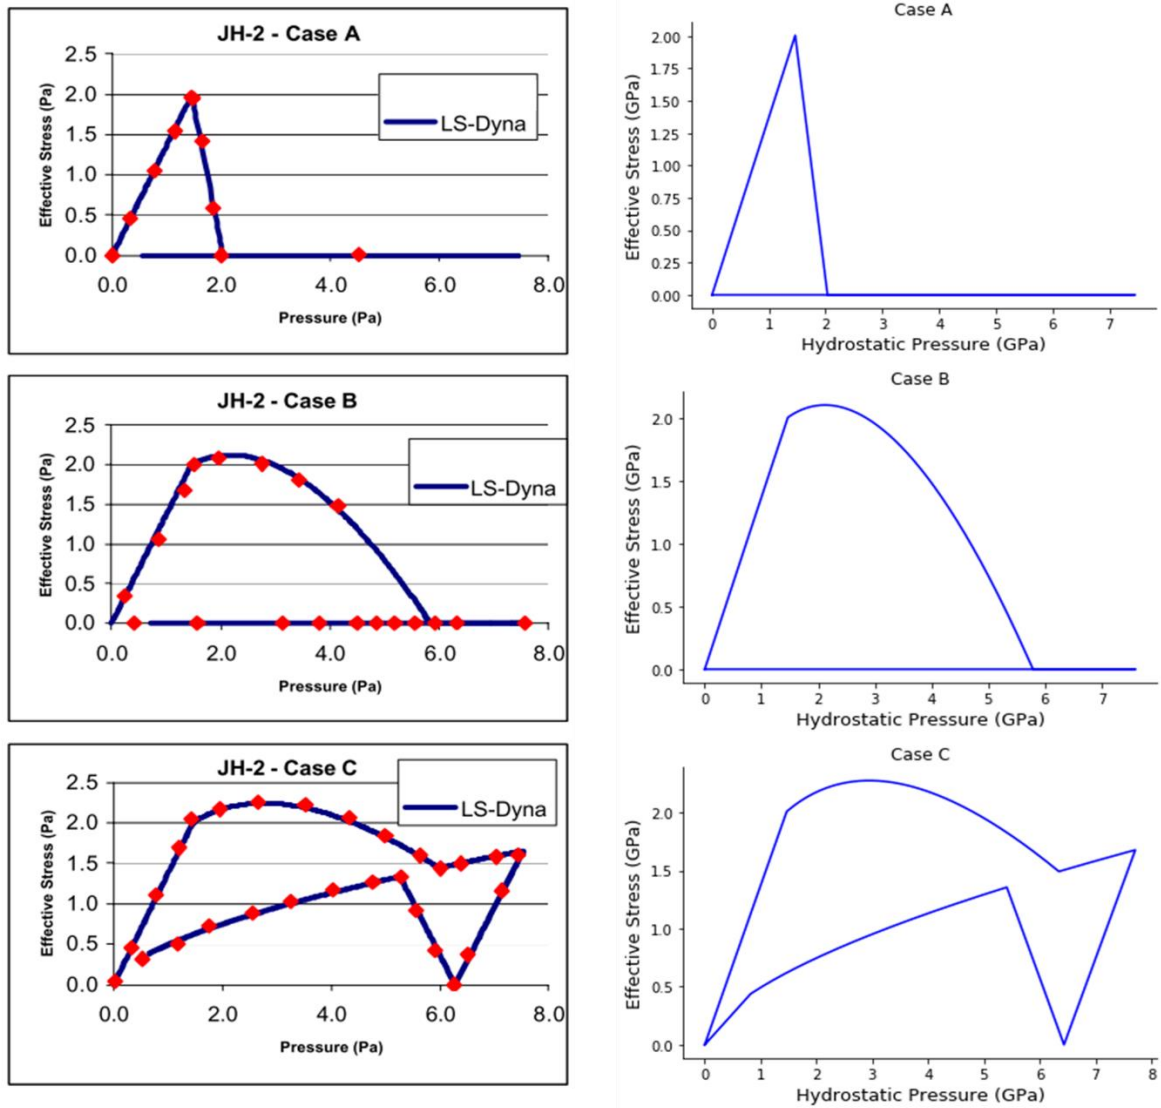 JH-2 - Case A
2.5
2.0
1.5
1.0
0.5
0.0
Effective Stress (Pa)
LS-Dyna
0.0 2.0 4.0 6.0 8.0
Pressure (Pa)
Case A
2.00
1.75
1.50
1.25
1.00
0.75
0.50
0.25
0.00
Effective Stress (GPa)
0 1 2 3 4 5 6 7
Hydrostatic Pressure (GPa)
JH-2 - Case B
2.5
2.0
1.5
1.0
0.5
0.0
Effective Stress (Pa)
LS-Dyna
0.0 2.0 4.0 6.0 8.0
Pressure (Pa)
Case B
2.0
1.5
1.0
0.5
0.0
Effective Stress (GPa)
0 1 2 3 4 5 6 7
Hydrostatic Pressure (GPa)
JH-2 - Case C
2.5
2.0
1.5
1.0
0.5
0.0
Effective Stress (Pa)
LS-Dyna
0.0 2.0 4.0 6.0 8.0
Pressure (Pa)
Case C
2.0
1.5
1.0
0.5
0.0
Effective Stress (GPa)
0 1 2 3 4 5 6 7 8
Hydrostatic Pressure (GPa)